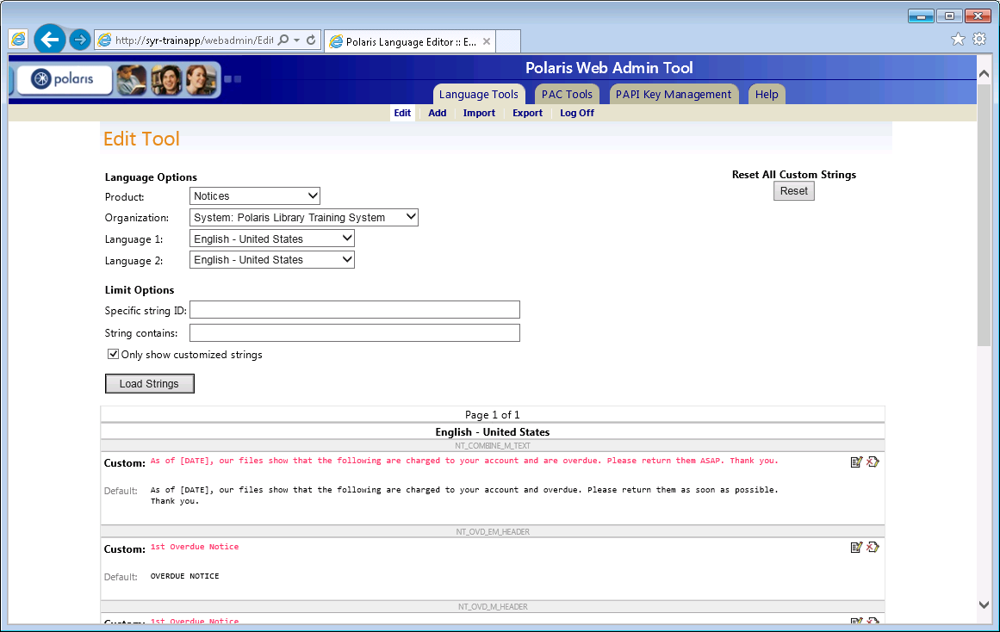 http://syr-trainapp/webadmin/Edit
Polaris Language Editor :: E...
polaris
Polaris Web Admin Tool
Language Tools PAC Tools PAPI Key Management Help
Edit Add Import Export Log Off
Edit Tool
Language Options
Reset All Custom Strings
Product: Notices
Reset
Organization: System: Polaris Library Training System
Language 1: English - United States
Language 2: English - United States
Limit Options
Specific string ID:
String contains:
Only show customized strings
Load Strings
Page 1 of 1
English - United States
NT_COMBINE_M_TEXT
Custom: As of [DATE], our files show that the following are charged to your account and are overdue. Please return them ASAP. Thank you.
Default: As of [DATE], our files show that the following are charged to your account and overdue. Please return them as soon as possible.
Thank you.
NT_OVD_EM_HEADER
Custom: 1st Overdue Notice
Default: OVERDUE NOTICE
NT_OVD_M_HEADER
Custom: 1st Overdue Notice